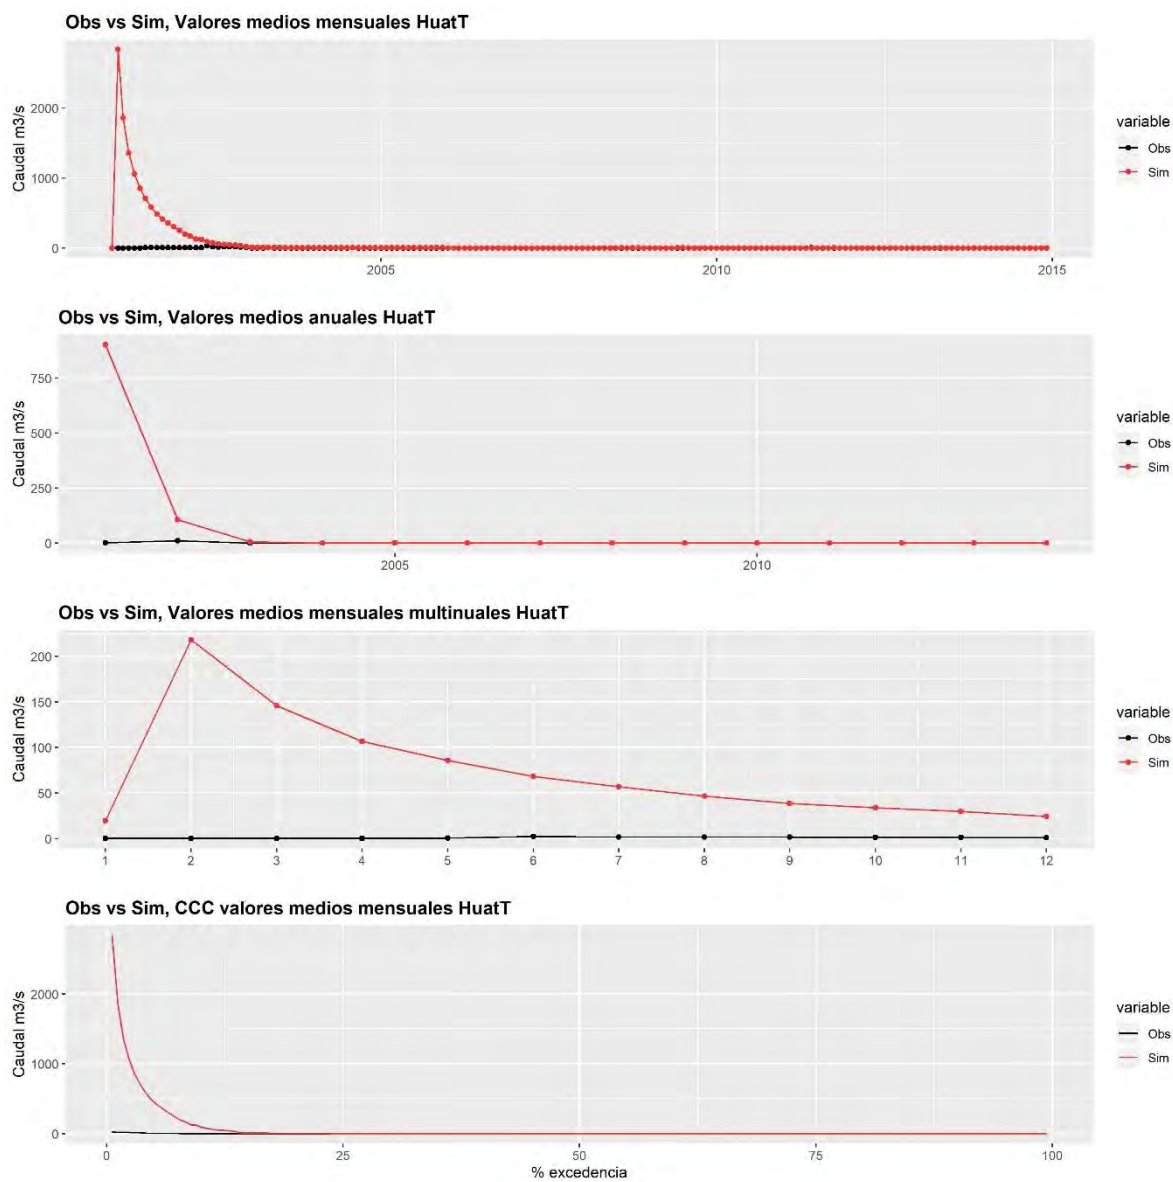 Obs vs Sim, Valores medios mensuales HuatT
Caudal m3/s
2000
1000
0
2005
2010
2015
variable
Obs
Sim
Obs vs Sim, Valores medios anuales HuatT
Caudal m3/s
750
500
250
0
2005
2010
variable
Obs
Sim
Obs vs Sim, Valores medios mensuales multinuales HuatT
Caudal m3/s
200
150
100
50
0
1 2 3 4 5 6 7 8 9 10 11 12
variable
Obs
Sim
Obs vs Sim, CCC valores medios mensuales HuatT
Caudal m3/s
2000
1000
0
0 25 50 75 100
% excedencia
variable
Obs
Sim